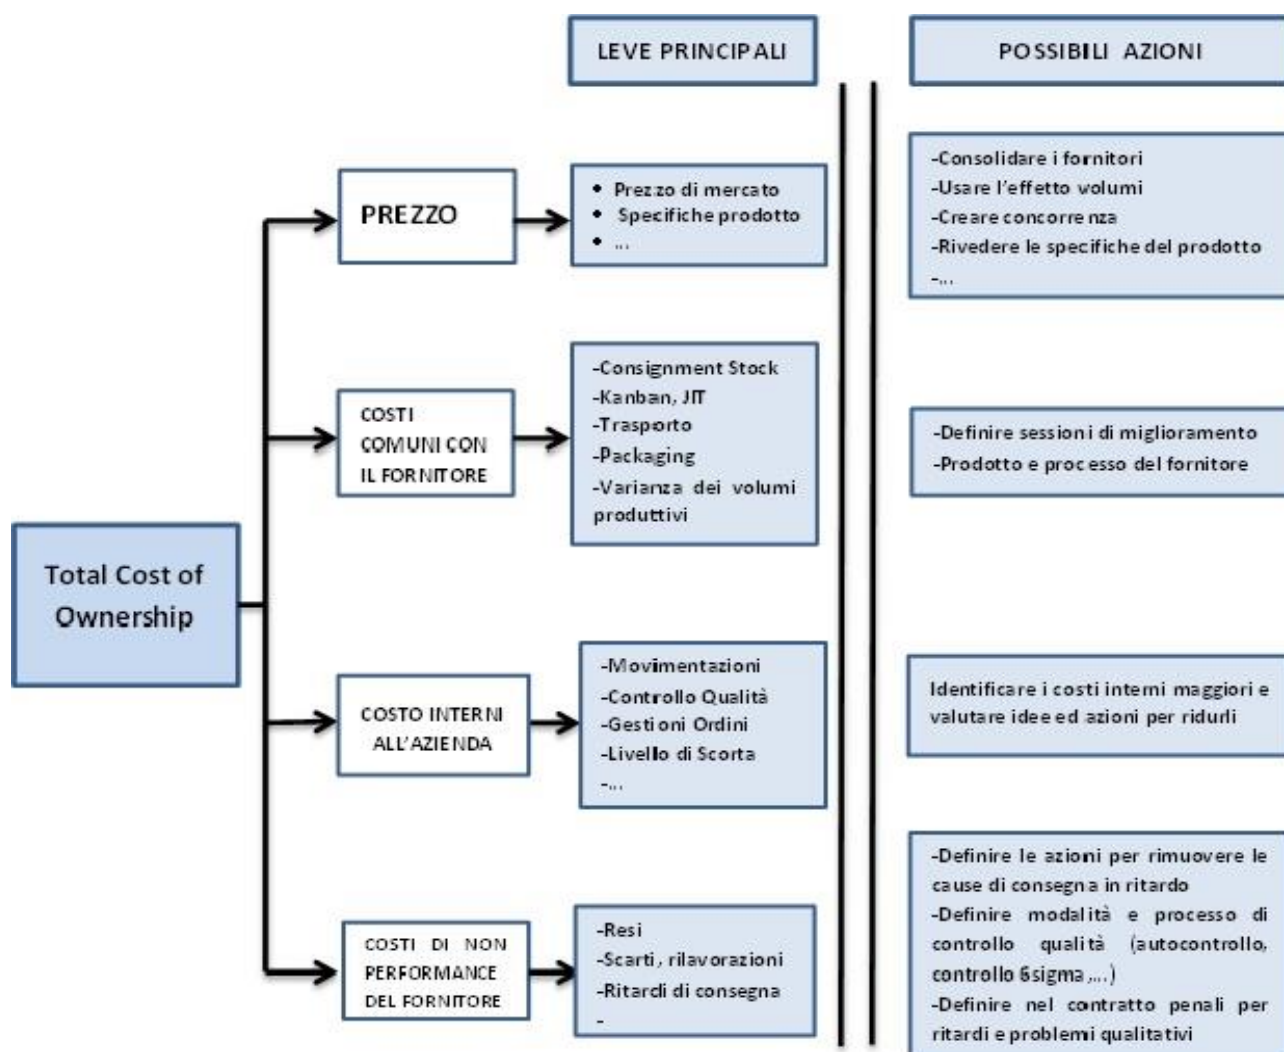 LEVE PRINCIPALI
POSSIBILI AZIONI
PREZZO
• Prezzo di mercato
• Specifiche prodotto
• ...
-Consolidare i fornitori
-Usare l'effetto volumi
-Creare concorrenza
-Rivedere le specifiche del prodotto
-...
COSTI
COMUNI CON
IL FORNITORE
-Consignment Stock
-Kanban, JIT
-Trasporto
-Packaging
-Varianza dei volumi
produttivi
-Definire sessioni di miglioramento
-Prodotto e processo del fornitore
Total Cost of
Ownership
COSTO INTERNI
ALL'AZIENDA
-Movimentazioni
-Controllo Qualità
-Gestioni Ordini
-Livello di Scorta
-...
Identificare i costi interni maggiori e
valutare idee ed azioni per ridurli
COSTI DI NON
PERFORMANCE
DEL FORNITORE
-Resi
-Scarti, rilavorazioni
-Ritardi di consegna
-
-Definire le azioni per rimuovere le
cause di consegna in ritardo
-Definire modalità e processo di
controllo qualità (autocontrollo,
controllo 6sigma,...)
-Definire nel contratto penali per
ritardi e problemi qualitativi